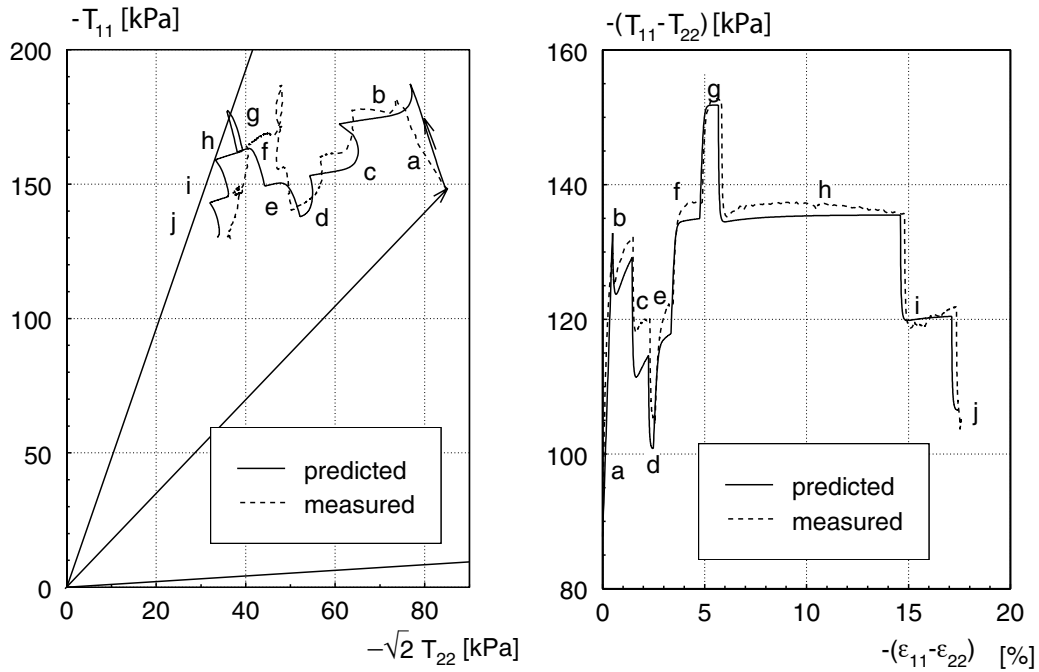 -T11 [kPa]
200
150
100
50
0
0 20 40 60 80
−√2 T22 [kPa]
a
b
c
d
e
f
g
h
i
j
predicted
measured
-(T11-T22) [kPa]
160
140
120
100
80
0 5 10 15 20
-(ε11-ε22) [%]
a
b
c
d
e
f
g
h
i
j
predicted
measured